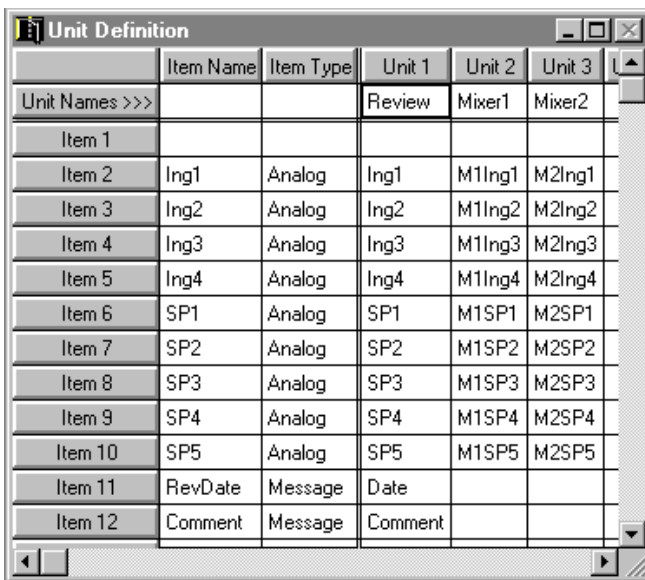 Unit Definition
Item Name Item Type Unit 1 Unit 2 Unit 3
Unit Names >>> Review Mixer1 Mixer2
Item 1
Item 2 Ing1 Analog Ing1 M1Ing1 M2Ing1
Item 3 Ing2 Analog Ing2 M1Ing2 M2Ing2
Item 4 Ing3 Analog Ing3 M1Ing3 M2Ing3
Item 5 Ing4 Analog Ing4 M1Ing4 M2Ing4
Item 6 SP1 Analog SP1 M1SP1 M2SP1
Item 7 SP2 Analog SP2 M1SP2 M2SP2
Item 8 SP3 Analog SP3 M1SP3 M2SP3
Item 9 SP4 Analog SP4 M1SP4 M2SP4
Item 10 SP5 Analog SP5 M1SP5 M2SP5
Item 11 RevDate Message Date
Item 12 Comment Message Comment